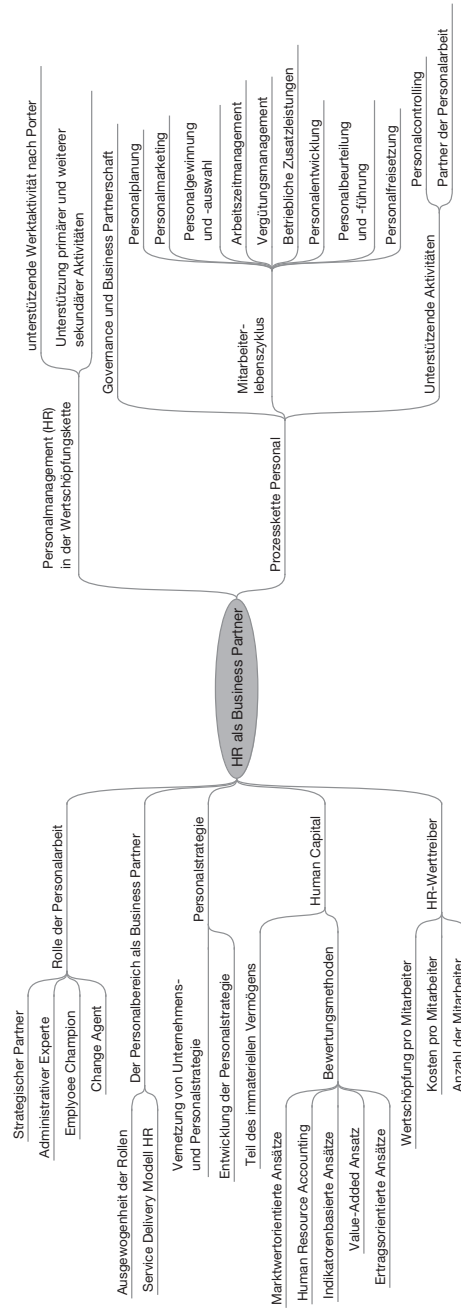 HR als Business Partner
Rolle der Personalarbeit
Strategischer Partner
Administrativer Experte
Emplyoee Champion
Change Agent
Der Personalbereich als Business Partner
Ausgewogenheit der Rollen
Service Delivery Modell HR
Personalstrategie
Vernetzung von Unternehmens-
und Personalstrategie
Entwicklung der Personalstrategie
Human Capital
Teil des immateriellen Vermögens
Bewertungsmethoden
Marktwertorientierte Ansätze
Human Resource Accounting
Indikatorenbasierte Ansätze
Value-Added Ansatz
Ertragsorientierte Ansätze
HR-Werttreiber
Wertschöpfung pro Mitarbeiter
Kosten pro Mitarbeiter
Anzahl der Mitarbeiter
Personalmanagement (HR)
in der Wertschöpfungskette
unterstützende Werktaktivität nach Porter
Unterstützung primärer und weiterer
sekundärer Aktivitäten
Prozesskette Personal
Governance und Business Partnerschaft
Mitarbeiter-
lebenszyklus
Personalplanung
Personalmarketing
Personalgewinnung
und -auswahl
Arbeitszeitmanagement
Vergütungsmanagement
Betriebliche Zusatzleistungen
Personalentwicklung
Personalbeurteilung
und -führung
Personalfreisetzung
Unterstützende Aktivitäten
Personalcontrolling
Partner der Personalarbeit